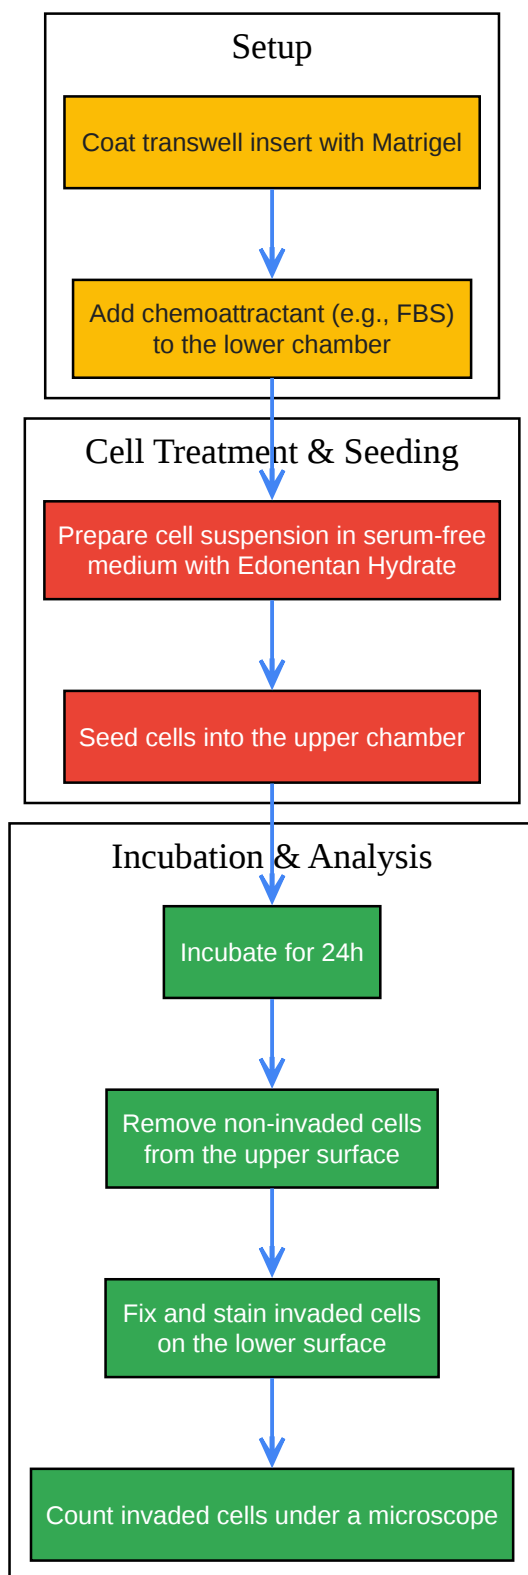 Setup
Coat transwell insert with Matrigel
Add chemoattractant (e.g., FBS)
to the lower chamber
Cell Treatment & Seeding
Prepare cell suspension in serum-free
medium with Edonentan Hydrate
Seed cells into the upper chamber
Incubation & Analysis
Incubate for 24h
Remove non-invaded cells
from the upper surface
Fix and stain invaded cells
on the lower surface
Count invaded cells under a microscope